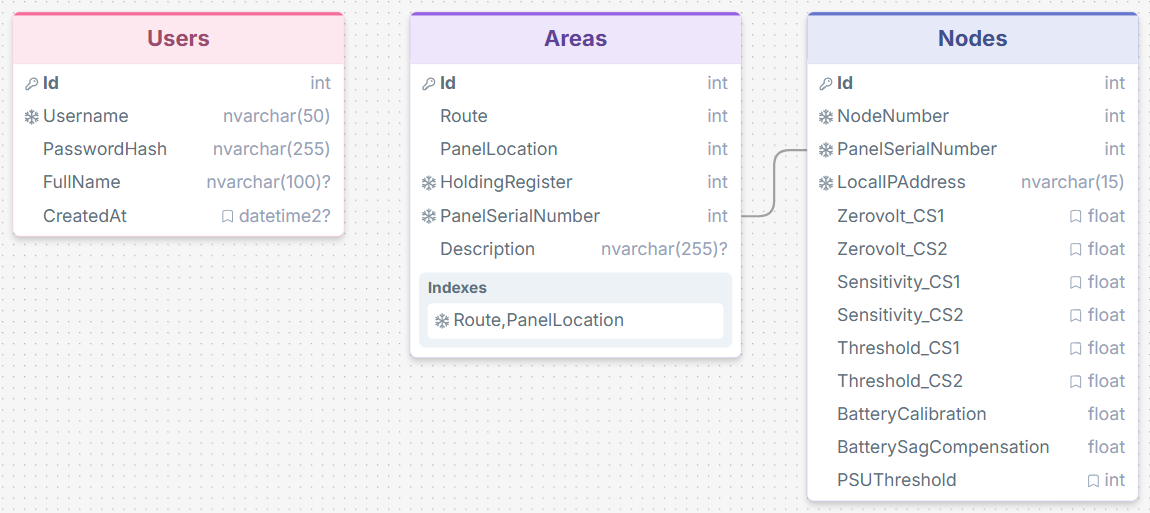 Users
Id int
Username nvarchar(50)
PasswordHash nvarchar(255)
FullName nvarchar(100)?
CreatedAt datetime2?
Areas
Id int
Route int
PanelLocation int
HoldingRegister int
PanelSerialNumber int
Description nvarchar(255)?
Indexes
Route,PanelLocation
Nodes
Id int
NodeNumber int
PanelSerialNumber int
LocalIPAddress nvarchar(15)
Zerovolt_CS1 float
Zerovolt_CS2 float
Sensitivity_CS1 float
Sensitivity_CS2 float
Threshold_CS1 float
Threshold_CS2 float
BatteryCalibration float
BatterySagCompensation float
PSUThreshold int